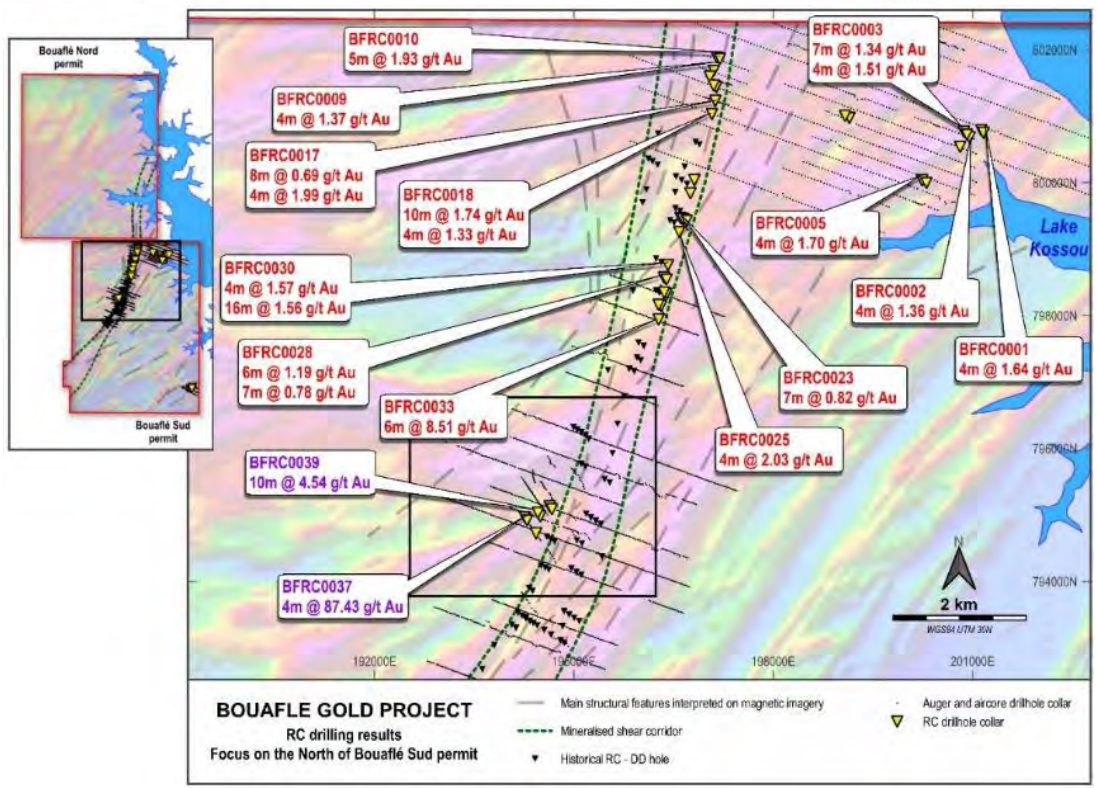 Bouaflé Nord
permit
Bouaflé Sud
permit
BFRC0010
5m @ 1.93 g/t Au
BFRC0009
4m @ 1.37 g/t Au
BFRC0017
8m @ 0.69 g/t Au
4m @ 1.99 g/t Au
BFRC0018
10m @ 1.74 g/t Au
4m @ 1.33 g/t Au
BFRC0003
7m @ 1.34 g/t Au
4m @ 1.51 g/t Au
802000N
800000N
BFRC0005
4m @ 1.70 g/t Au
Lake
Kossou
BFRC0030
4m @ 1.57 g/t Au
16m @ 1.56 g/t Au
BFRC0002
4m @ 1.36 g/t Au
798000N
BFRC0028
6m @ 1.19 g/t Au
7m @ 0.78 g/t Au
BFRC0001
4m @ 1.64 g/t Au
BFRC0023
7m @ 0.82 g/t Au
BFRC0033
6m @ 8.51 g/t Au
BFRC0025
4m @ 2.03 g/t Au
796000N
BFRC0039
10m @ 4.54 g/t Au
N
BFRC0037
4m @ 87.43 g/t Au
794000N
2 km
WGS84 UTM 30N
192000E
195000E
198000E
201000E
BOUAFLE GOLD PROJECT
RC drilling results
Focus on the North of Bouaflé Sud permit
Main structural features interpreted on magnetic imagery
Mineralised shear corridor
Historical RC - DD hole
Auger and aircore drillhole collar
RC drillhole collar